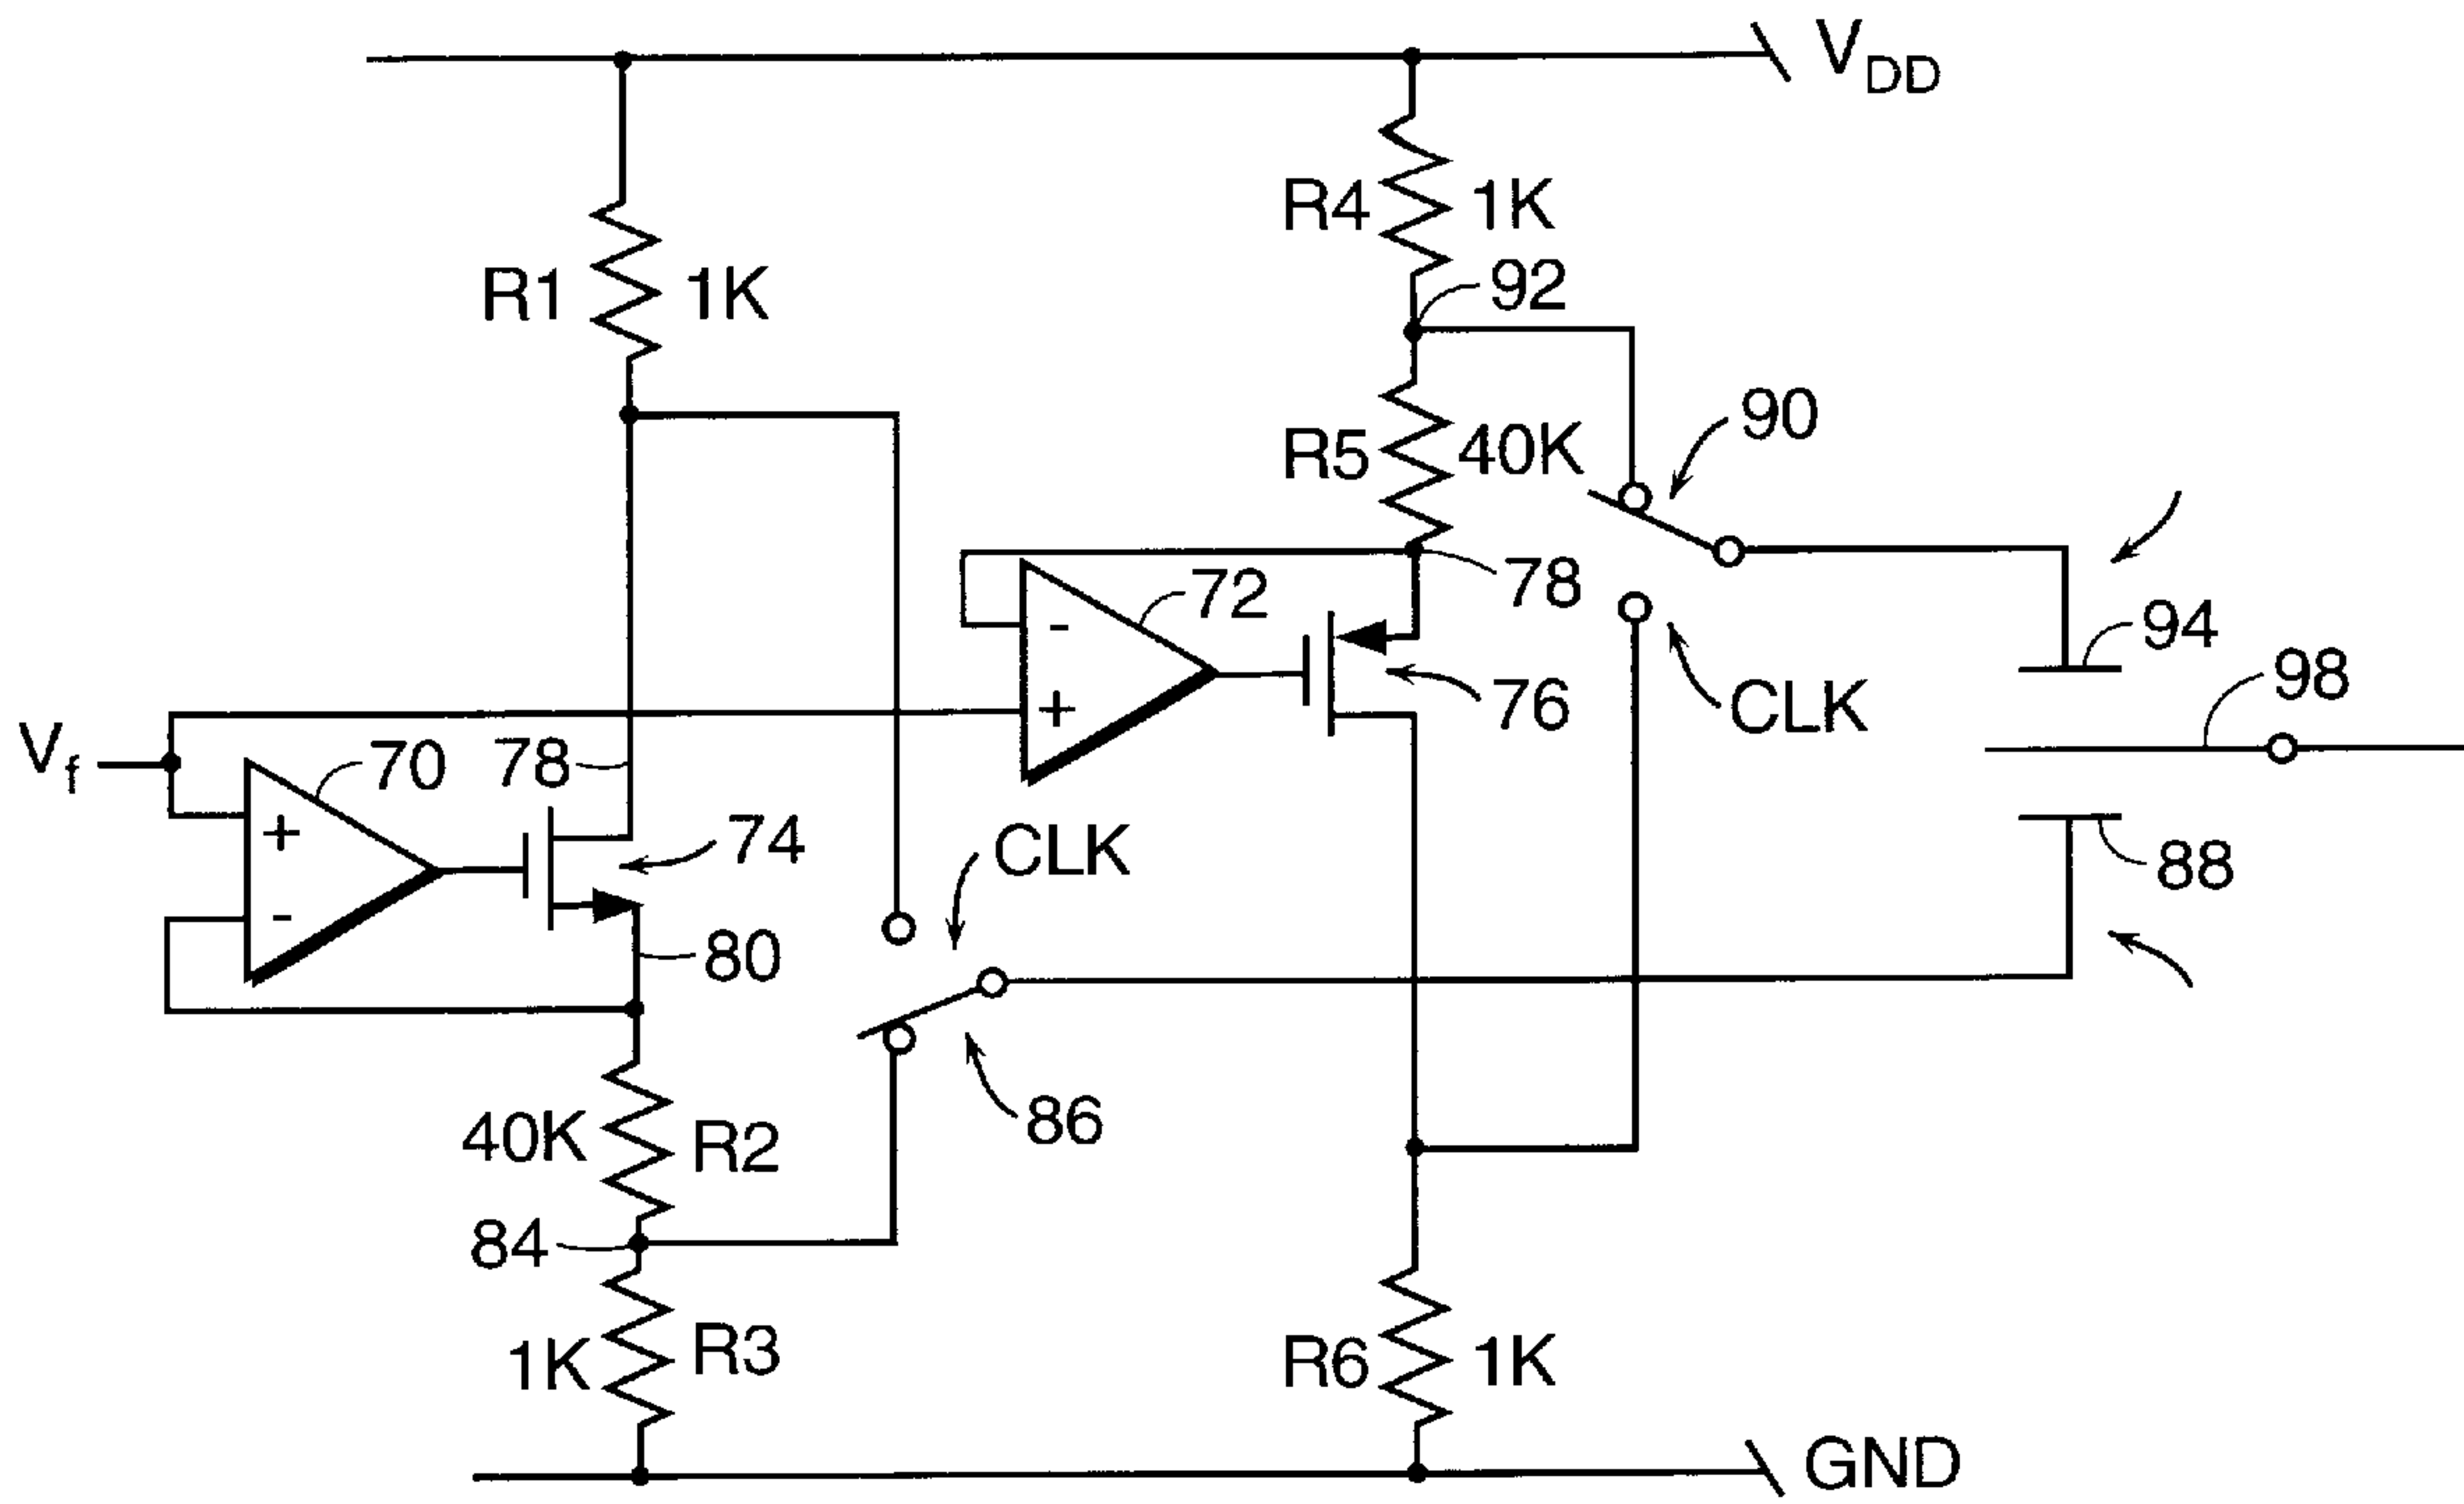 V_DD
R4 1K
92
R1 1K
90
R5 40K
78
72
-
94
98
76
+
CLK
V_f
70
78
+
74
CLK
88
-
80
86
40K R2
84
1K R3
R6 1K
GND